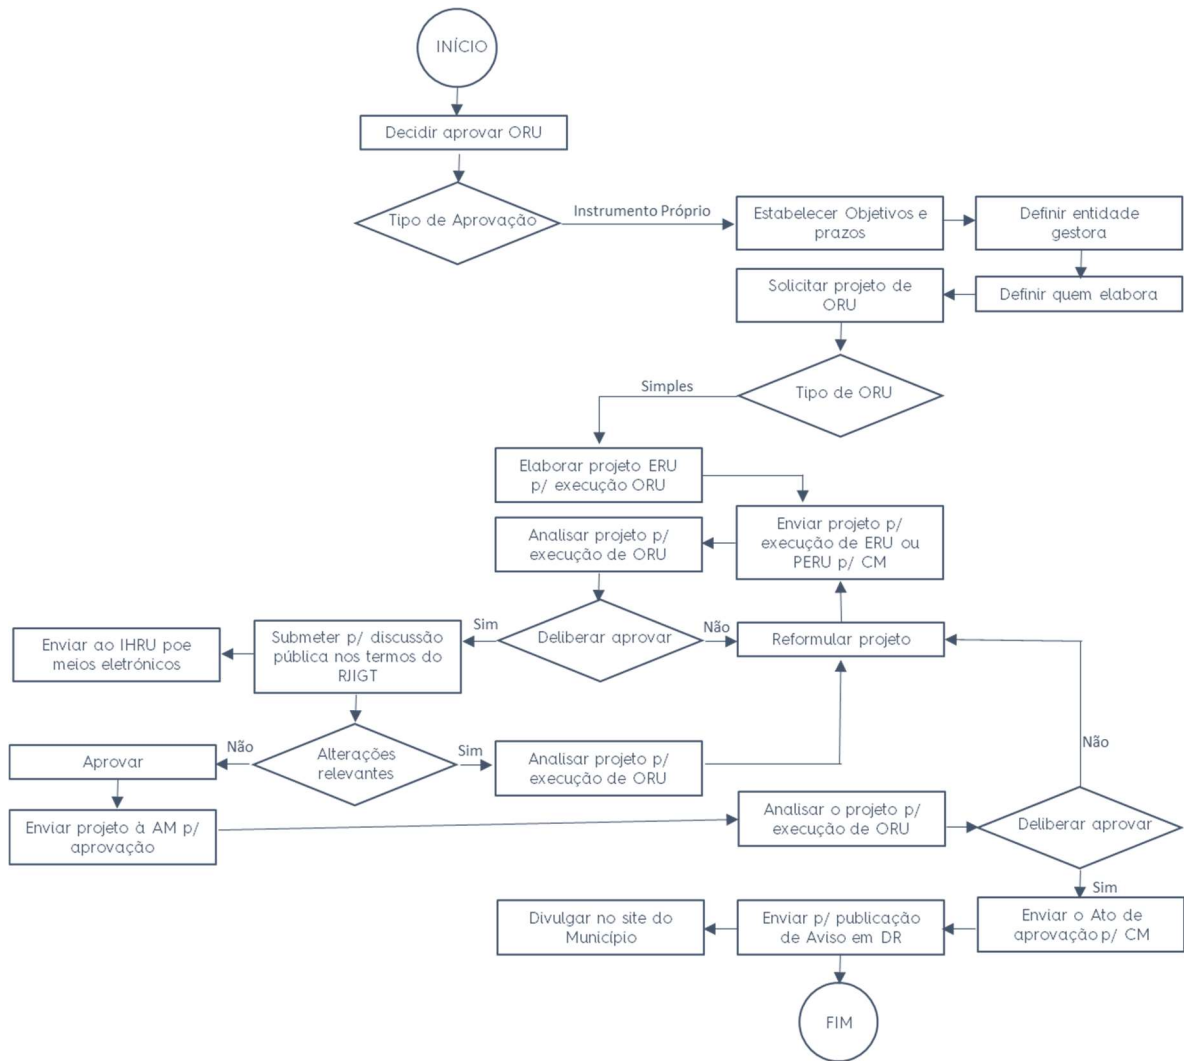 INÍCIO
Decidir aprovar ORU
Tipo de Aprovação
Instrumento Próprio
Estabelecer Objetivos e
prazos
Definir entidade
gestora
Solicitar projeto de
ORU
Definir quem elabora
Tipo de ORU
Simples
Elaborar projeto ERU
p/ execução ORU
Enviar projeto p/
execução de ERU ou
PERU p/ CM
Analisar projeto p/
execução de ORU
Deliberar aprovar
Sim
Não
Reformular projeto
Submeter p/ discussão
pública nos termos do
RJIGT
Enviar ao IHRU poe
meios eletrónicos
Alterações
relevantes
Não
Sim
Aprovar
Analisar projeto p/
execução de ORU
Enviar projeto à AM p/
aprovação
Analisar o projeto p/
execução de ORU
Deliberar aprovar
Não
Sim
Enviar o Ato de
aprovação p/ CM
Enviar p/ publicação
de Aviso em DR
Divulgar no site do
Município
FIM